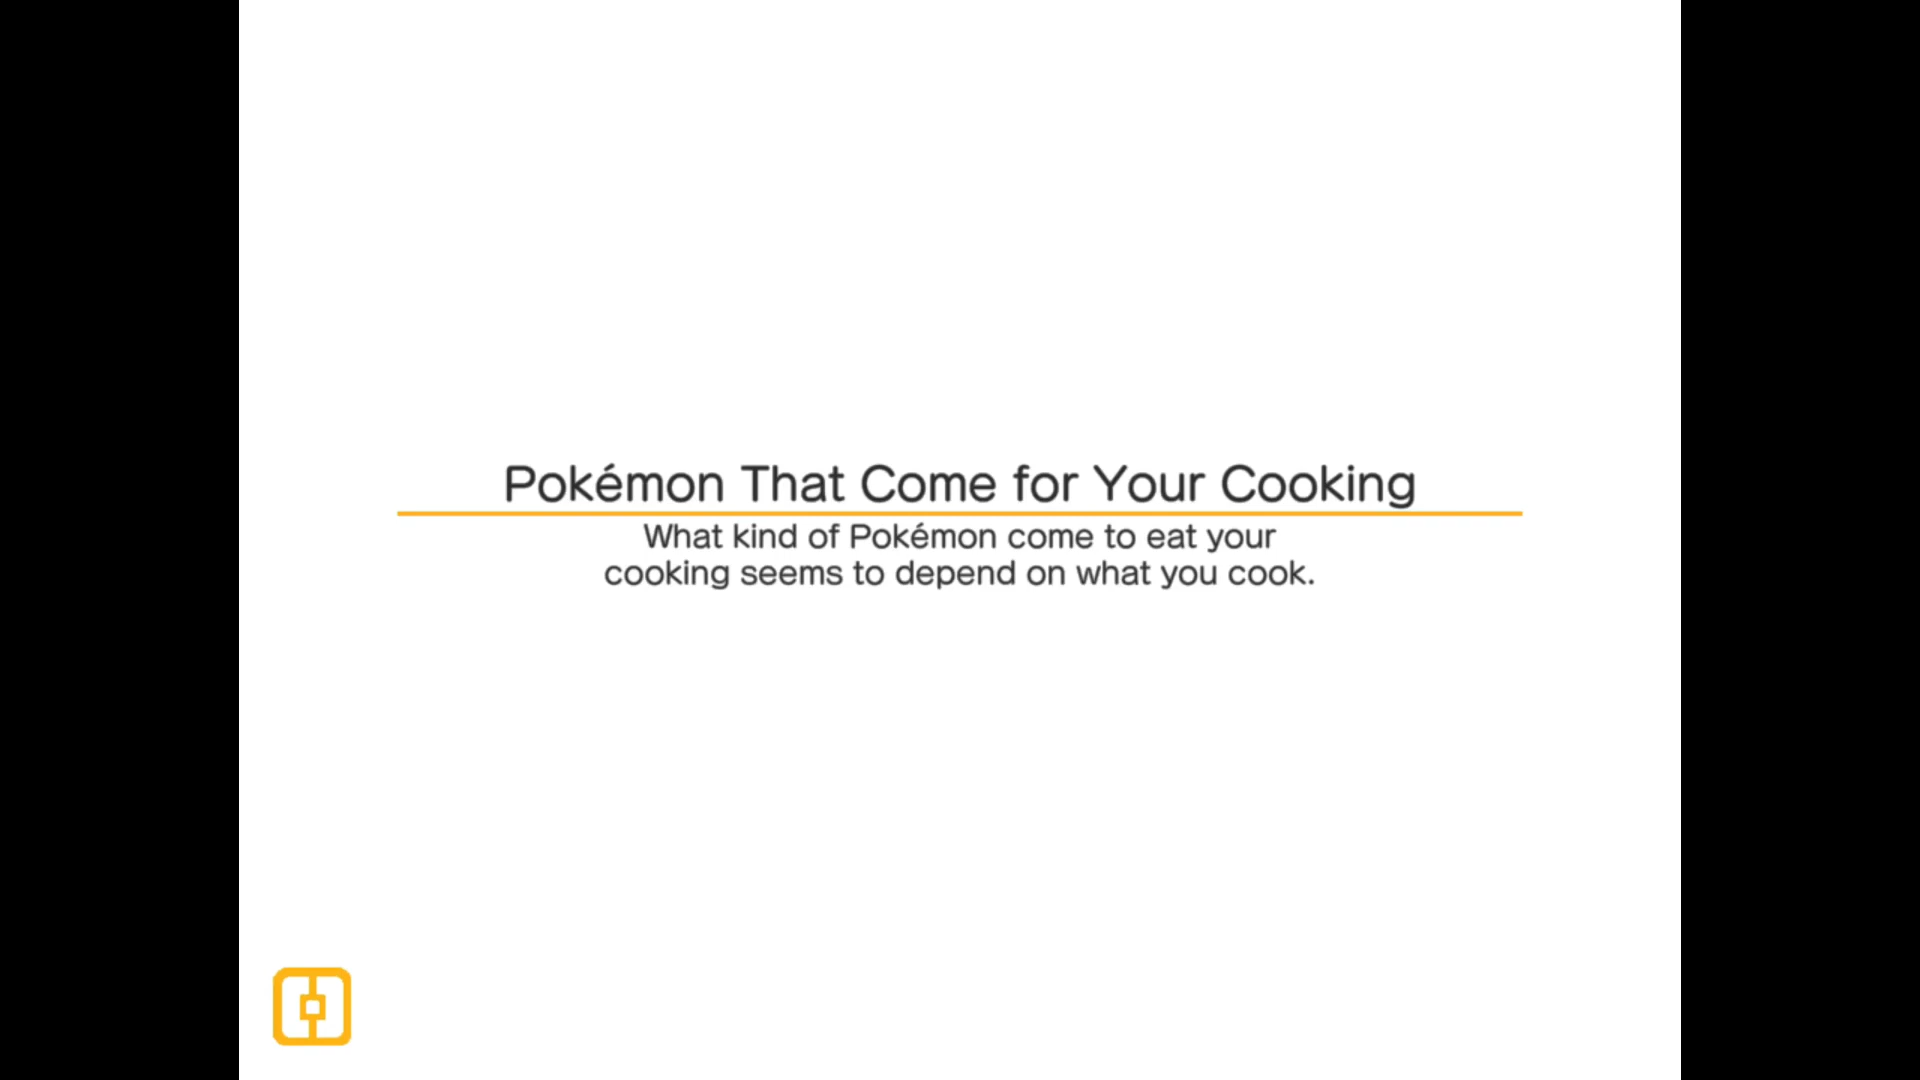 Pokémon That Come for Your Cooking
What kind of Pokémon come to eat your
cooking seems to depend on what you cook.